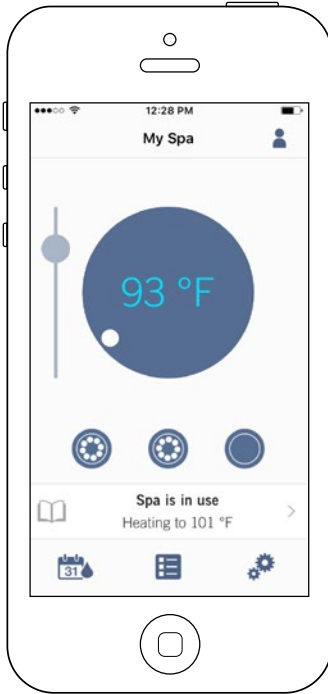 12:28 PM
My Spa
93 °F
Spa is in use
Heating to 101 °F
31